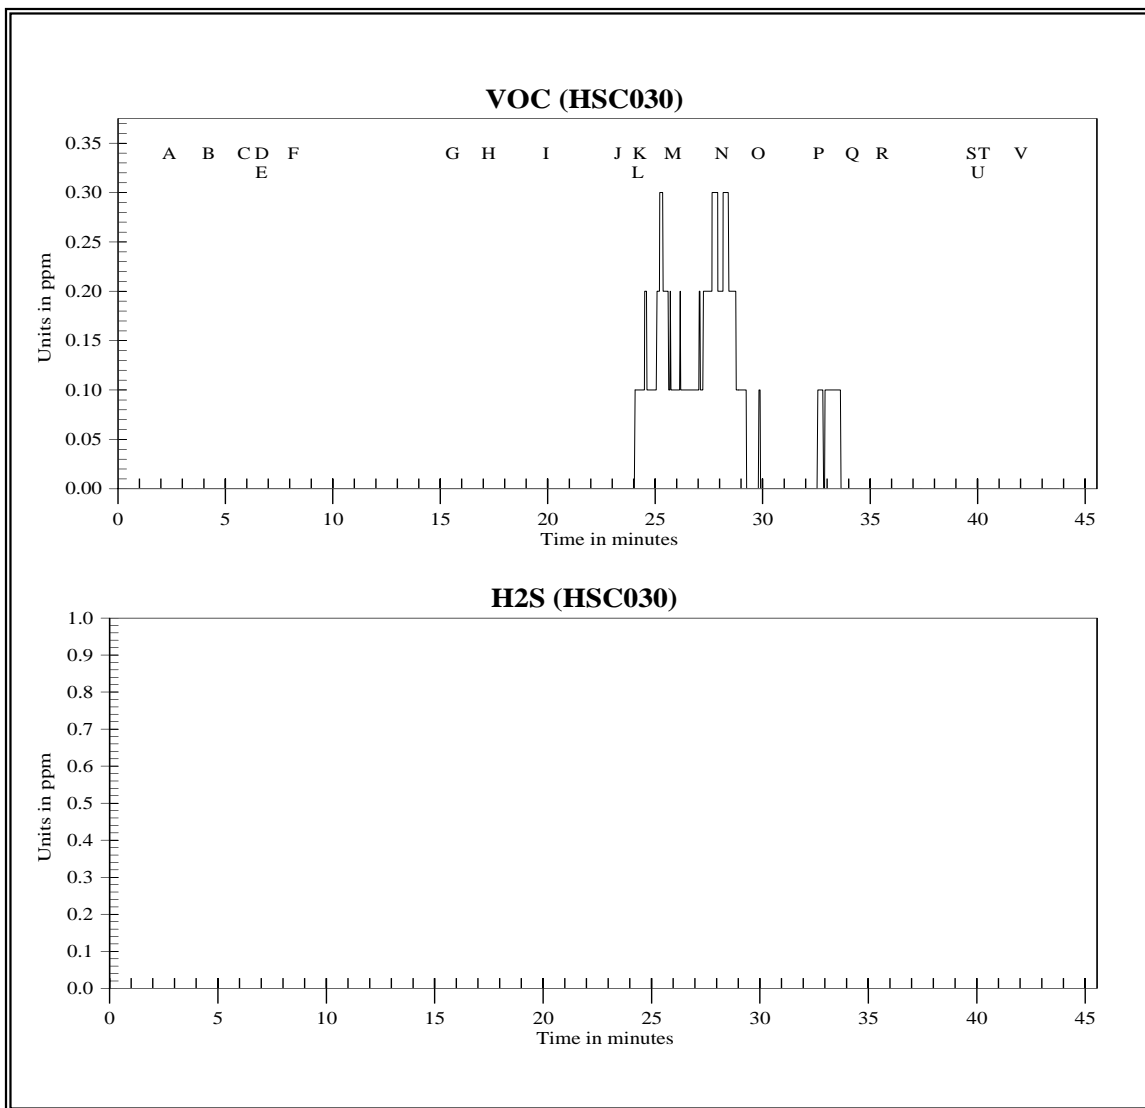 VOC (HSC030)
0.35
A B C D F G H I J K M N O P Q R S T V
E L U
0.30
0.25
0.20
0.15
0.10
0.05
0.00
Units in ppm
0 5 10 15 20 25 30 35 40 45
Time in minutes
H2S (HSC030)
1.0
0.9
0.8
0.7
0.6
0.5
0.4
0.3
0.2
0.1
0.0
Units in ppm
0 5 10 15 20 25 30 35 40 45
Time in minutes